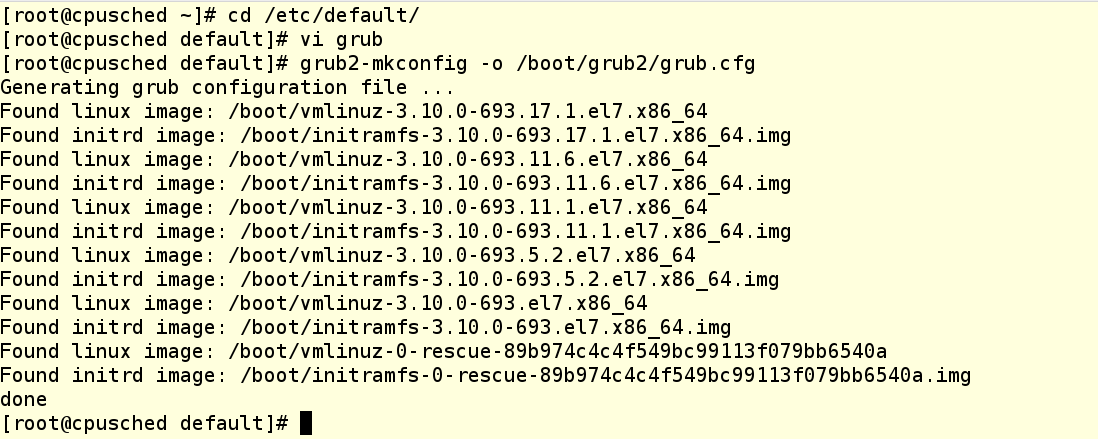 [root@cpusched ~]# cd /etc/default/
[root@cpusched default]# vi grub
[root@cpusched default]# grub2-mkconfig -o /boot/grub2/grub.cfg
Generating grub configuration file ...
Found linux image: /boot/vmlinuz-3.10.0-693.17.1.el7.x86_64
Found initrd image: /boot/initramfs-3.10.0-693.17.1.el7.x86_64.img
Found linux image: /boot/vmlinuz-3.10.0-693.11.6.el7.x86_64
Found initrd image: /boot/initramfs-3.10.0-693.11.6.el7.x86_64.img
Found linux image: /boot/vmlinuz-3.10.0-693.11.1.el7.x86_64
Found initrd image: /boot/initramfs-3.10.0-693.11.1.el7.x86_64.img
Found linux image: /boot/vmlinuz-3.10.0-693.5.2.el7.x86_64
Found initrd image: /boot/initramfs-3.10.0-693.5.2.el7.x86_64.img
Found linux image: /boot/vmlinuz-3.10.0-693.el7.x86_64
Found initrd image: /boot/initramfs-3.10.0-693.el7.x86_64.img
Found linux image: /boot/vmlinuz-0-rescue-89b974c4c4f549bc99113f079bb6540a
Found initrd image: /boot/initramfs-0-rescue-89b974c4c4f549bc99113f079bb6540a.img
done
[root@cpusched default]#